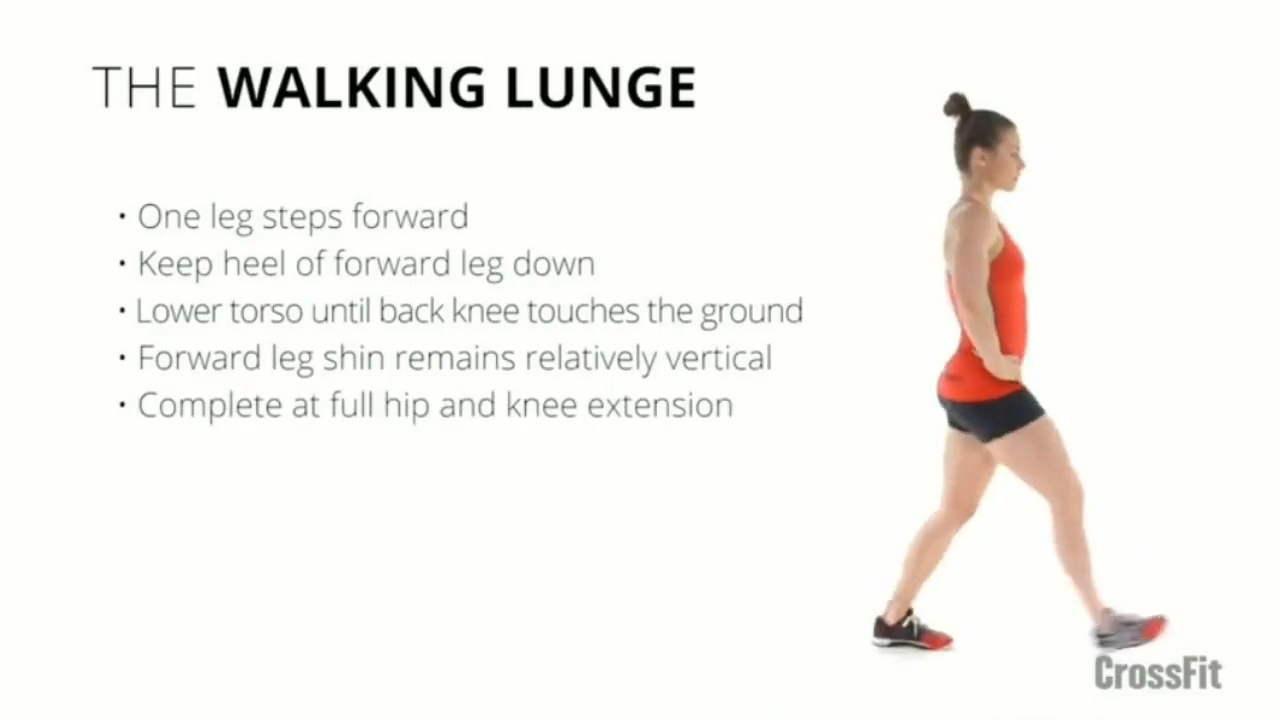 THE WALKING LUNGE
• One leg steps forward
• Keep heel of forward leg down
• Lower torso until back knee touches the ground
• Forward leg shin remains relatively vertical
• Complete at full hip and knee extension
CrossFit